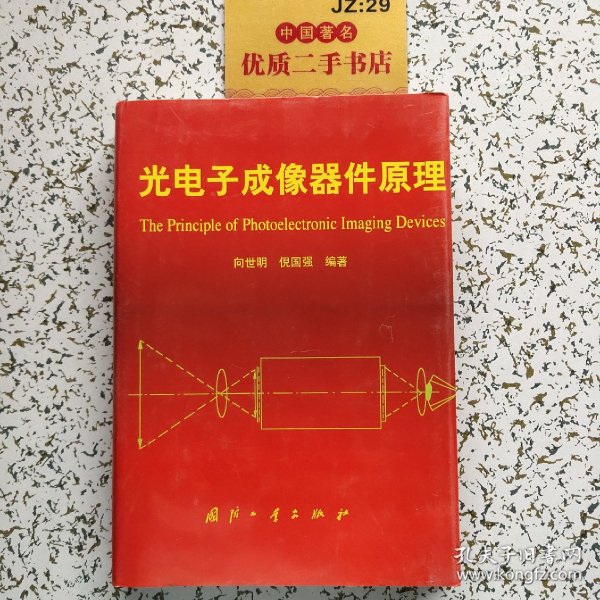 JZ:29
中国著名
优质二手书店
光电子成像器件原理
The Principle of Photoelectronic Imaging Devices
向世明 倪国强 编著
国防工业出版社
孔夫子旧书网
www.kongfz.com